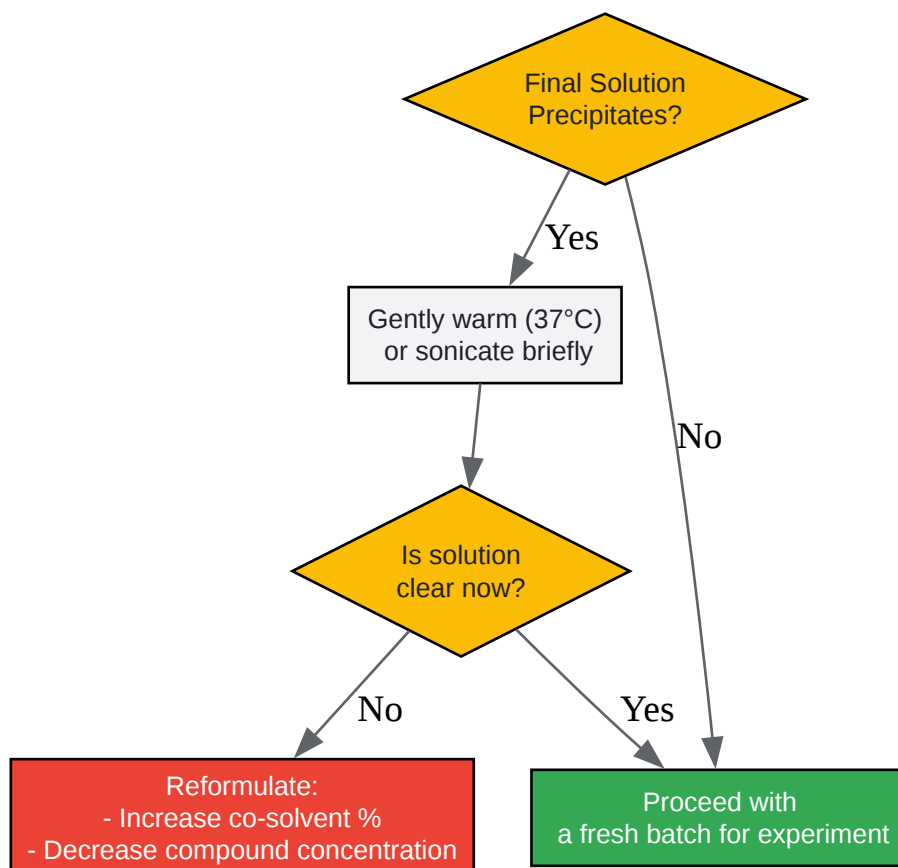 Final Solution
Precipitates?
Yes
Gently warm (37°C)
or sonicate briefly
No
Is solution
clear now?
No
Yes
Reformulate:
- Increase co-solvent %
- Decrease compound concentration
Proceed with
a fresh batch for experiment